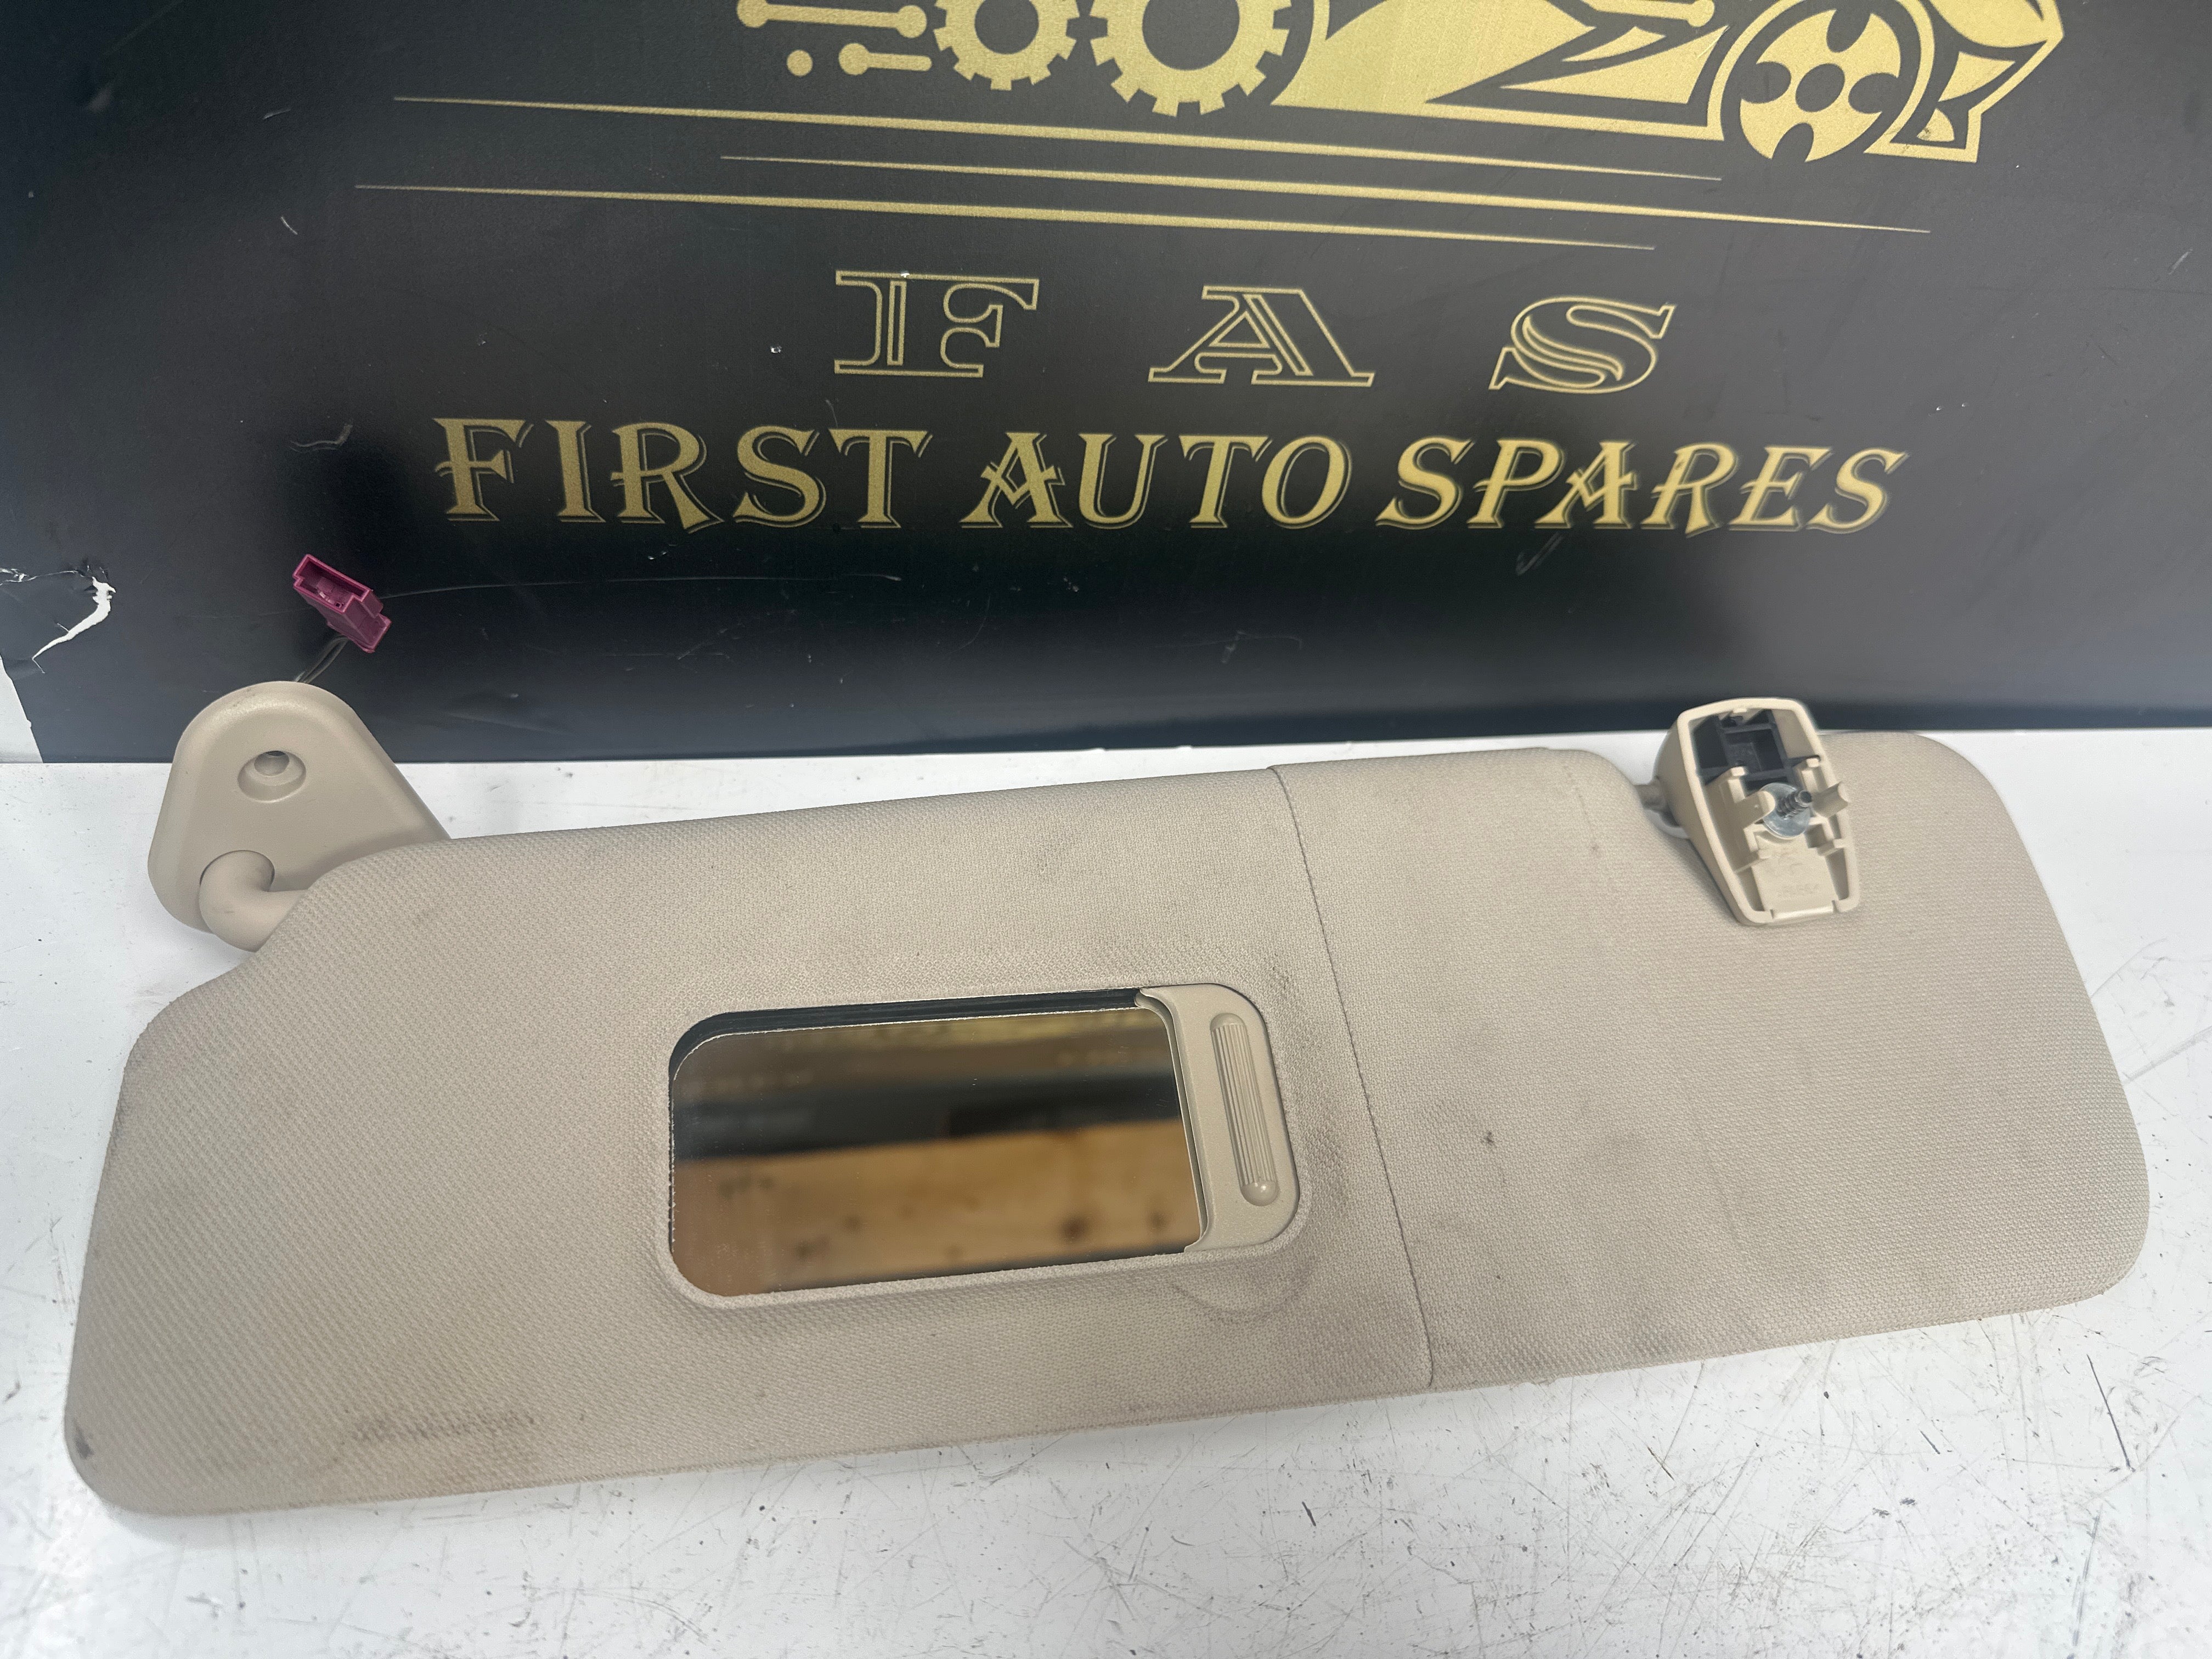 F A S
FIRST AUTO SPARES